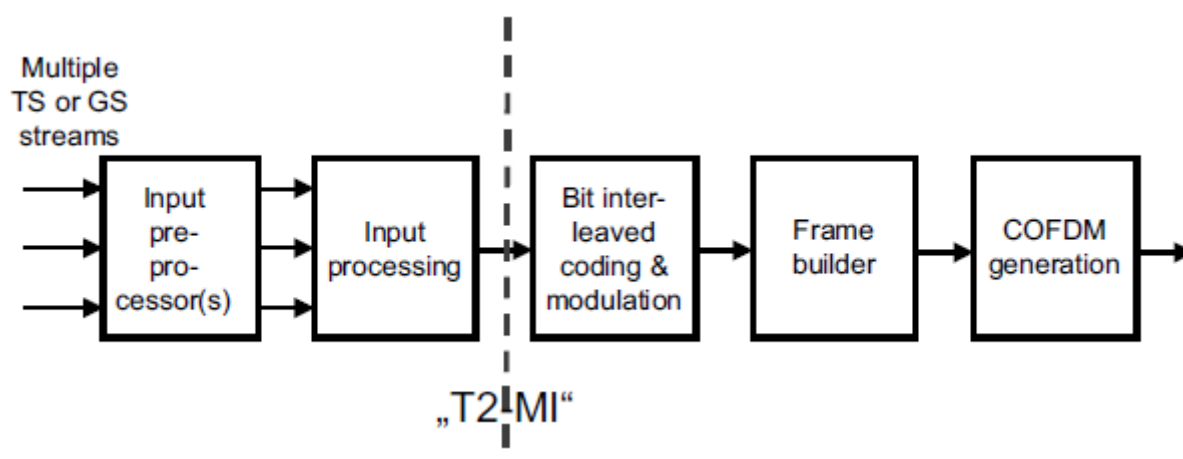 Multiple
TS or GS
streams
Input
pre-
pro-
cessor(s)
Input
processing
Bit inter-
leaved
coding &
modulation
Frame
builder
COFDM
generation
„T2-MI“